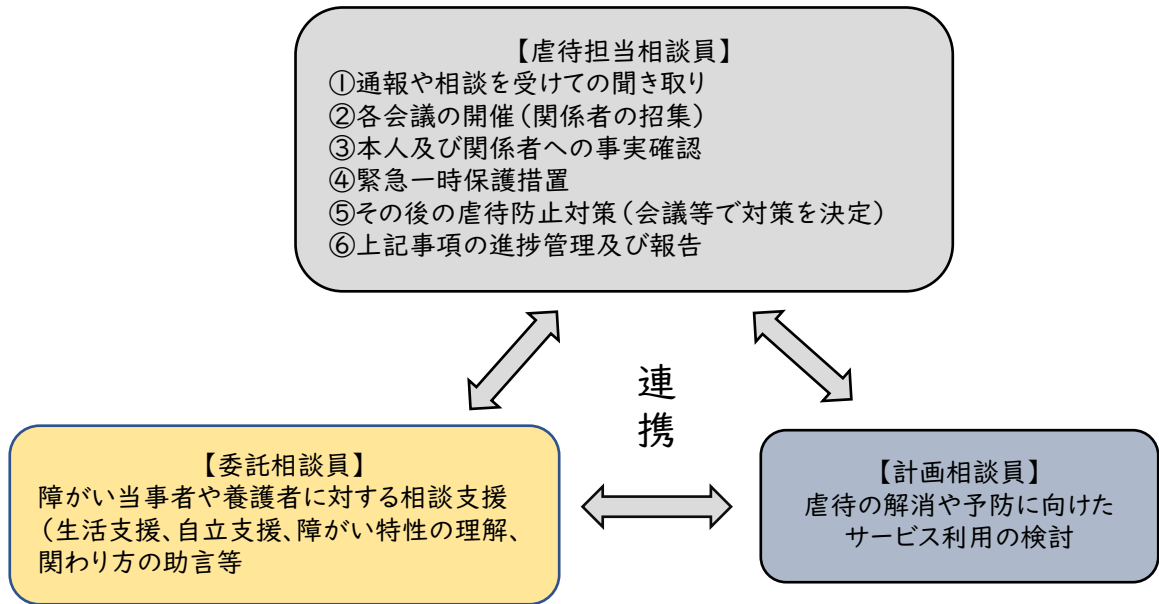 【虐待担当相談員】
①通報や相談を受けての聞き取り
②各会議の開催（関係者の招集）
③本人及び関係者への事実確認
④緊急一時保護措置
⑤その後の虐待防止対策（会議等で対策を決定）
⑥上記事項の進捗管理及び報告
連
携
【委託相談員】
障がい当事者や養護者に対する相談支援
（生活支援、自立支援、障がい特性の理解、
関わり方の助言等
【計画相談員】
虐待の解消や予防に向けた
サービス利用の検討